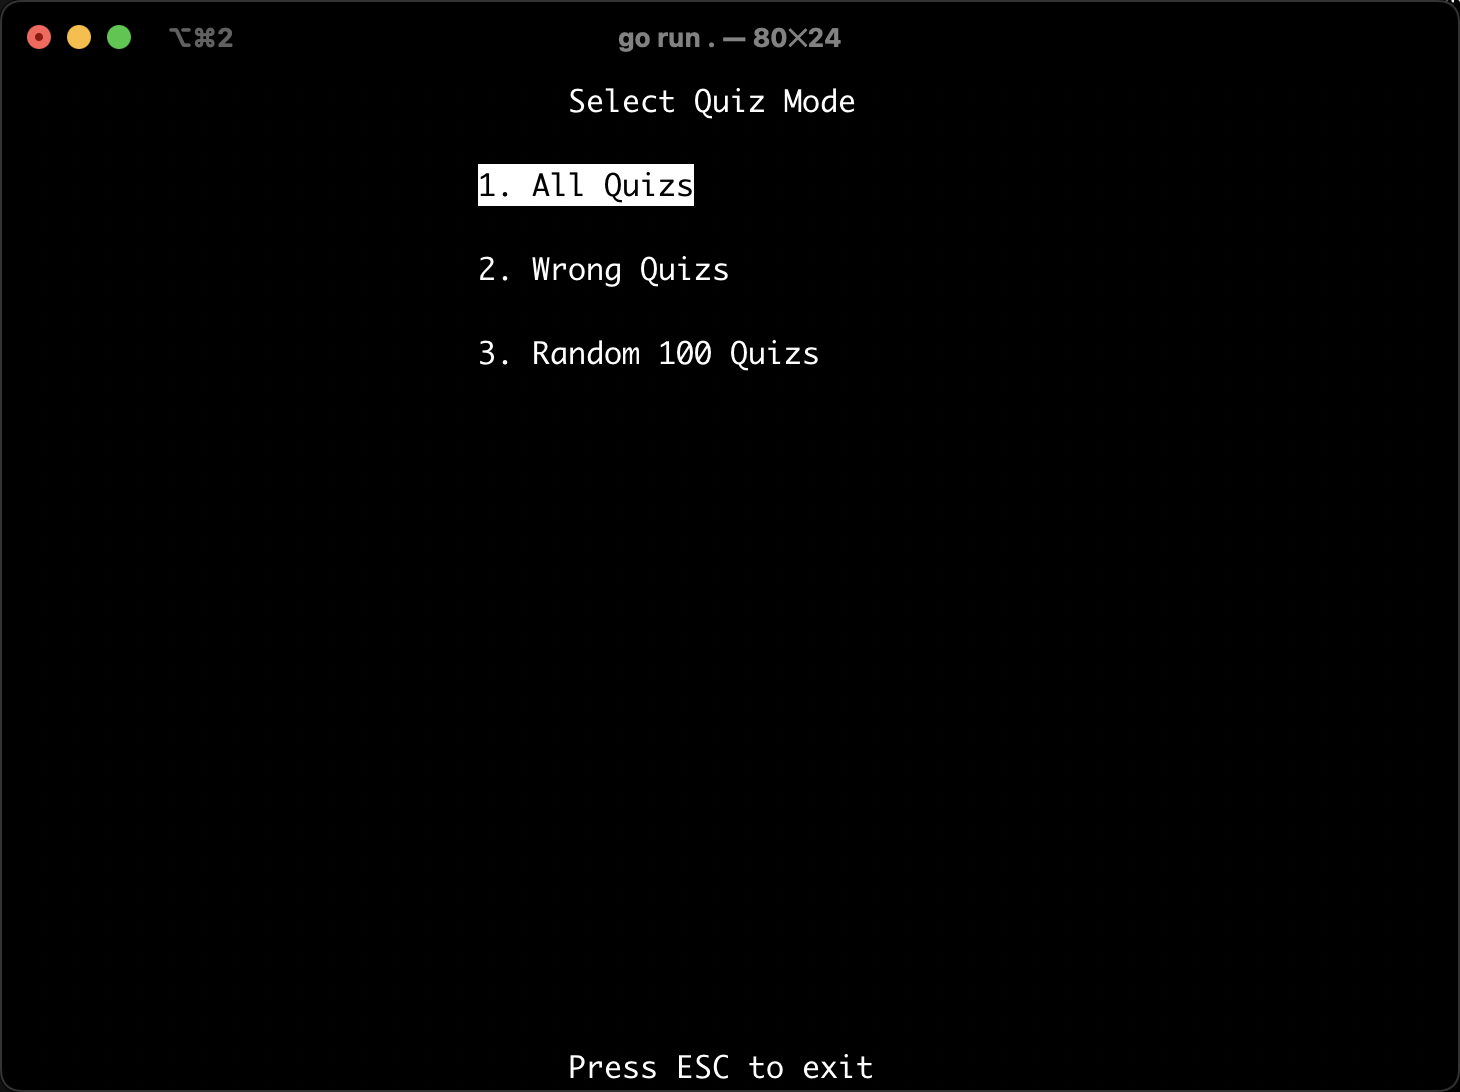 ⌥⌘2
go run . — 80×24
Select Quiz Mode
1. All Quizs
2. Wrong Quizs
3. Random 100 Quizs
Press ESC to exit